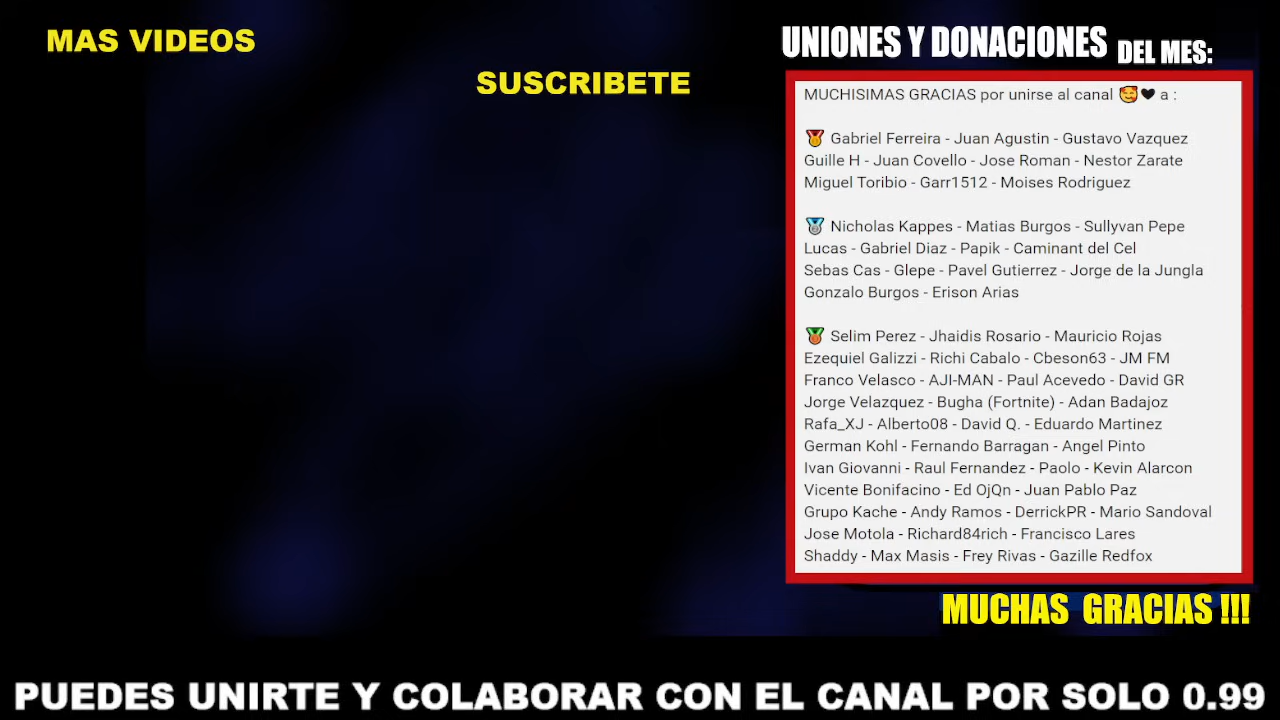 MAS VIDEOS
SUSCRIBETE
UNIONES Y DONACIONES DEL MES:
MUCHISIMAS GRACIAS por unirse al canal 🥰🖤 a :
🥇 Gabriel Ferreira - Juan Agustin - Gustavo Vazquez
Guille H - Juan Covello - Jose Roman - Nestor Zarate
Miguel Toribio - Garr1512 - Moises Rodriguez
🥈 Nicholas Kappes - Matias Burgos - Sullyvan Pepe
Lucas - Gabriel Diaz - Papik - Caminant del Cel
Sebas Cas - Glepe - Pavel Gutierrez - Jorge de la Jungla
Gonzalo Burgos - Erison Arias
🥉 Selim Perez - Jhaidis Rosario - Mauricio Rojas
Ezequiel Galizzi - Richi Cabalo - Cbeson63 - JM FM
Franco Velasco - AJI-MAN - Paul Acevedo - David GR
Jorge Velazquez - Bugha (Fortnite) - Adan Badajoz
Rafa_XJ - Alberto08 - David Q. - Eduardo Martinez
German Kohl - Fernando Barragan - Angel Pinto
Ivan Giovanni - Raul Fernandez - Paolo - Kevin Alarcon
Vicente Bonifacino - Ed OjQn - Juan Pablo Paz
Grupo Kache - Andy Ramos - DerrickPR - Mario Sandoval
Jose Motola - Richard84rich - Francisco Lares
Shaddy - Max Masis - Frey Rivas - Gazille Redfox
MUCHAS GRACIAS !!!
PUEDES UNIRTE Y COLABORAR CON EL CANAL POR SOLO 0.99